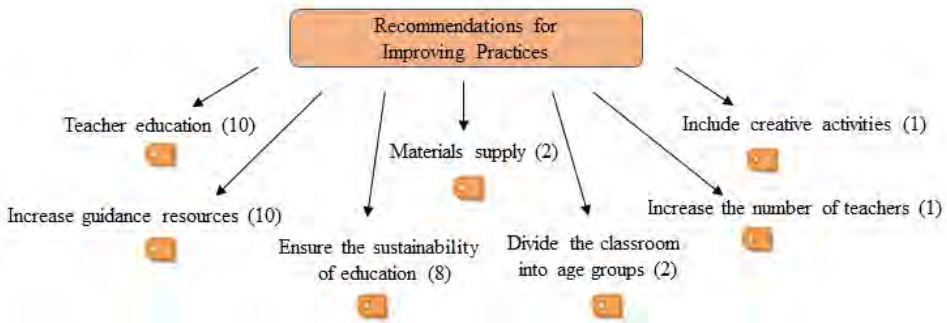 Recommendations for
Improving Practices
Teacher education (10)
Include creative activities (1)
Materials supply (2)
Increase guidance resources (10)
Increase the number of teachers (1)
Ensure the sustainability
of education (8)
Divide the classroom
into age groups (2)